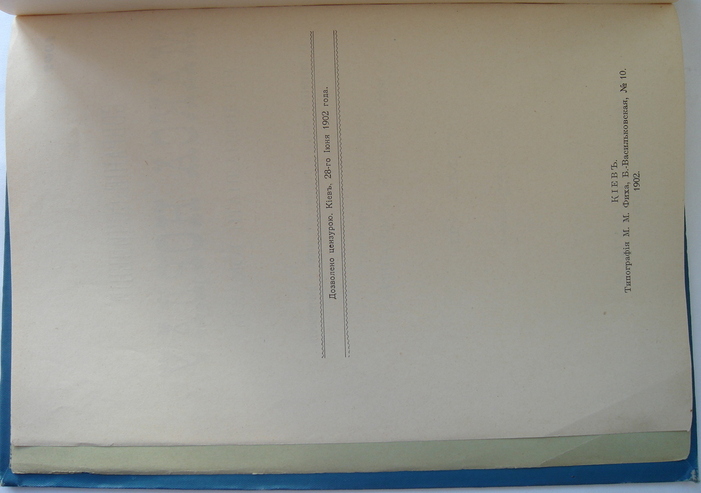 Дозволено цензурою. Кіевъ, 28-го Іюня 1902 года.
КІЕВЪ.
Типографія М. М. Фиха, Б.-Васильковская, № 10.
1902.